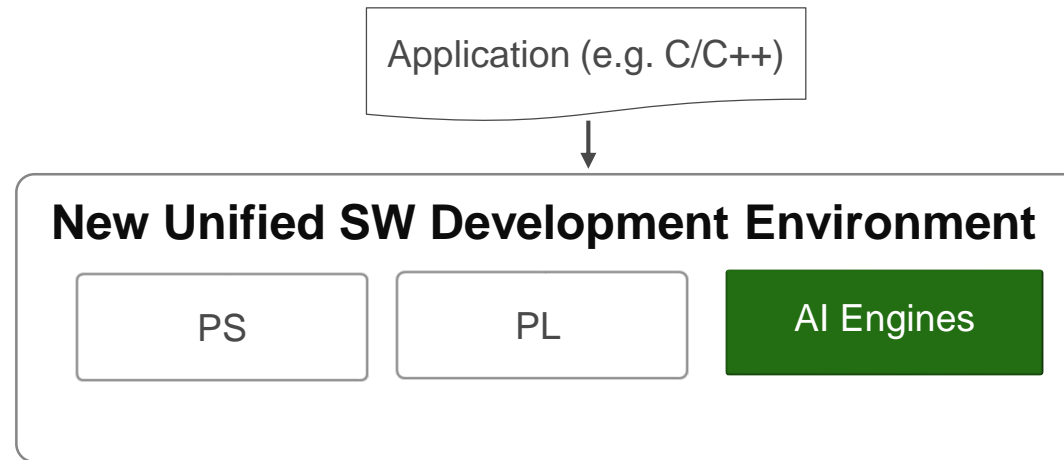 Application (e.g. C/C++)
New Unified SW Development Environment
PS
PL
AI Engines